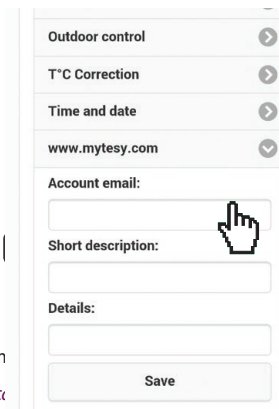 Outdoor control
T°C Correction
Time and date
www.mytesy.com
Account email:
Short description:
Details:
Save